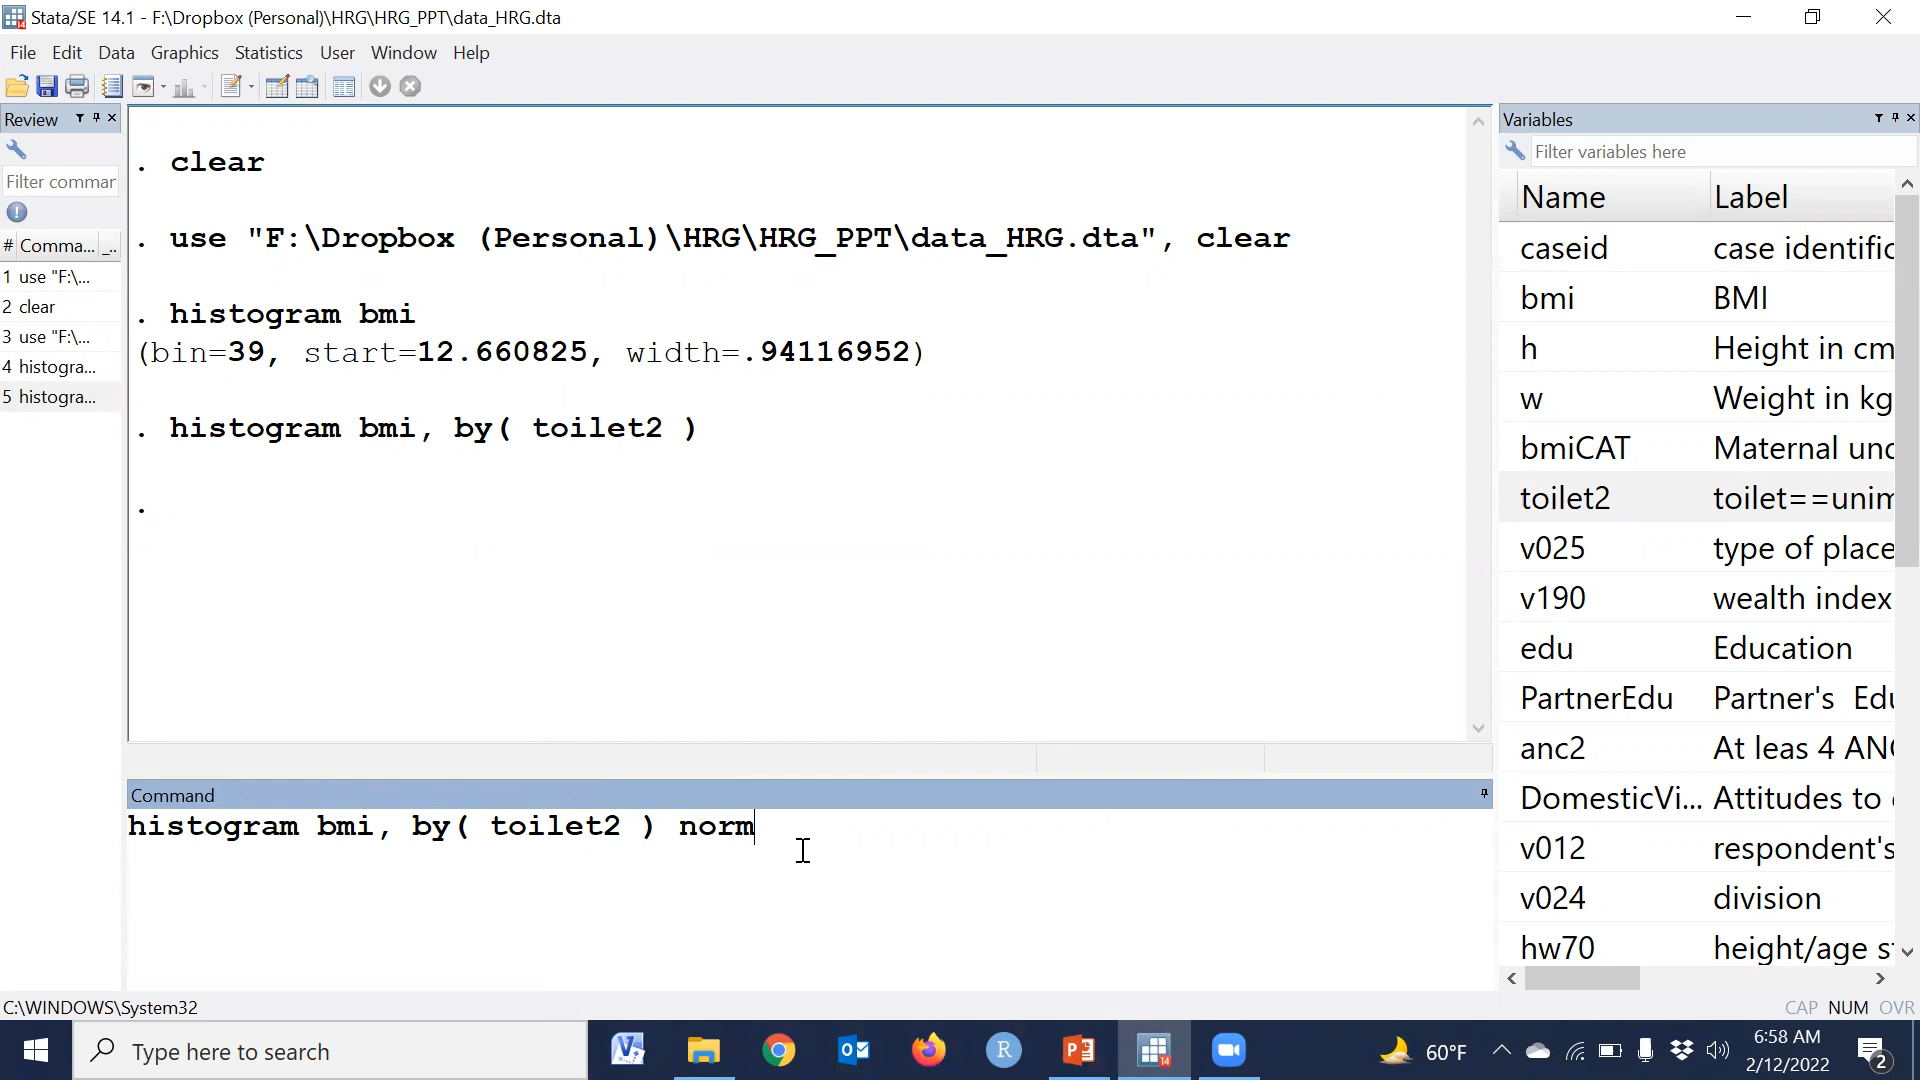 Stata/SE 14.1 - F:\Dropbox (Personal)\HRG\HRG_PPT\data_HRG.dta
File Edit Data Graphics Statistics User Window Help
Review
Filter commar
# Comma... _..
1 use "F:\...
2 clear
3 use "F:\...
4 histogra...
5 histogra...
. clear
. use "F:\Dropbox (Personal)\HRG\HRG_PPT\data_HRG.dta", clear
. histogram bmi
(bin=39, start=12.660825, width=.94116952)
. histogram bmi, by( toilet2 )
.
Command
histogram bmi, by( toilet2 ) norm
Variables
Filter variables here
Name Label
caseid case identific
bmi BMI
h Height in cm
w Weight in kg
bmiCAT Maternal unc
toilet2 toilet==unim
v025 type of place
v190 wealth index
edu Education
PartnerEdu Partner's Edu
anc2 At leas 4 ANC
DomesticVi... Attitudes to
v012 respondent's
v024 division
hw70 height/age s
C:\WINDOWS\System32
CAP NUM OVR
Type here to search
60°F
6:58 AM
2/12/2022
2